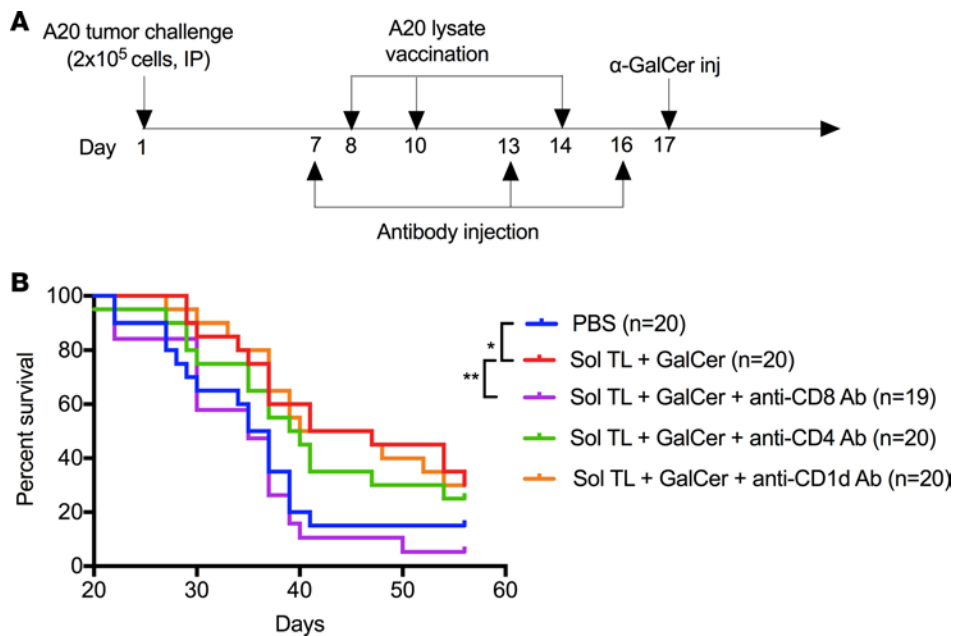 A
A20 tumor challenge
(2x10⁵ cells, IP)
A20 lysate
vaccination
α-GalCer inj
Day 1 7 8 10 13 14 16 17
Antibody injection
B
Percent survival
100
80
60
40
20
0
20 30 40 50 60
Days
* PBS (n=20)
Sol TL + GalCer (n=20)
** Sol TL + GalCer + anti-CD8 Ab (n=19)
Sol TL + GalCer + anti-CD4 Ab (n=20)
Sol TL + GalCer + anti-CD1d Ab (n=20)